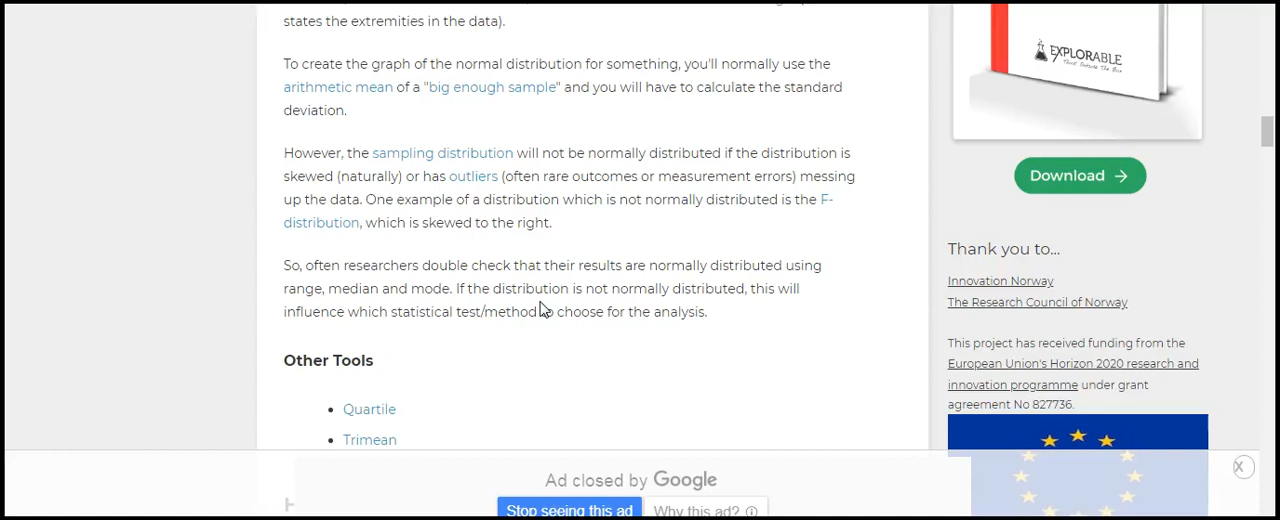 states the extremities in the data).
To create the graph of the normal distribution for something, you'll normally use the
arithmetic mean of a "big enough sample" and you will have to calculate the standard
deviation.
However, the sampling distribution will not be normally distributed if the distribution is
skewed (naturally) or has outliers (often rare outcomes or measurement errors) messing
up the data. One example of a distribution which is not normally distributed is the F-
distribution, which is skewed to the right.
So, often researchers double check that their results are normally distributed using
range, median and mode. If the distribution is not normally distributed, this will
influence which statistical test/method to choose for the analysis.
Other Tools
• Quartile
• Trimean
EXPLORABLE
Think Outside The Box
Download →
Thank you to...
Innovation Norway
The Research Council of Norway
This project has received funding from the
European Union's Horizon 2020 research and
innovation programme under grant
agreement No 827736.
Ad closed by Google
Stop seeing this ad
Why this ad?
X